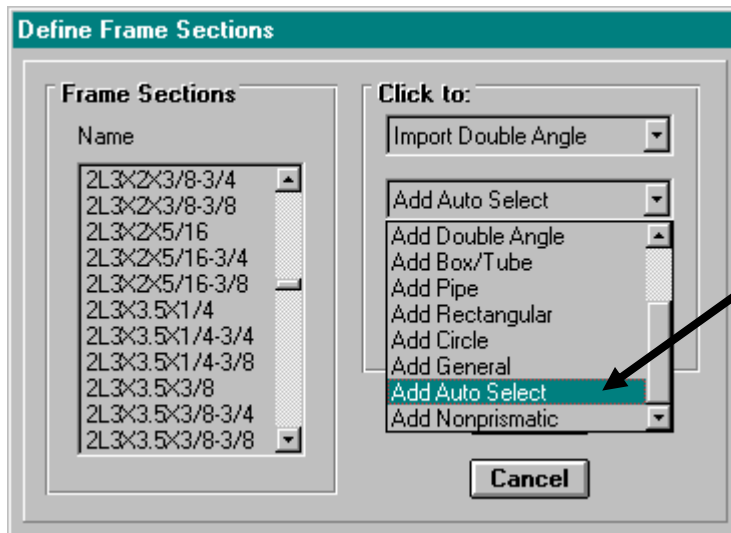 Define Frame Sections
Frame Sections
Name
2L3X2X3/8-3/4
2L3X2X3/8-3/8
2L3X2X5/16
2L3X2X5/16-3/4
2L3X2X5/16-3/8
2L3X3.5X1/4
2L3X3.5X1/4-3/4
2L3X3.5X1/4-3/8
2L3X3.5X3/8
2L3X3.5X3/8-3/4
2L3X3.5X3/8-3/8
Click to:
Import Double Angle
Add Auto Select
Add Double Angle
Add Box/Tube
Add Pipe
Add Rectangular
Add Circle
Add General
Add Auto Select
Add Nonprismatic
Cancel